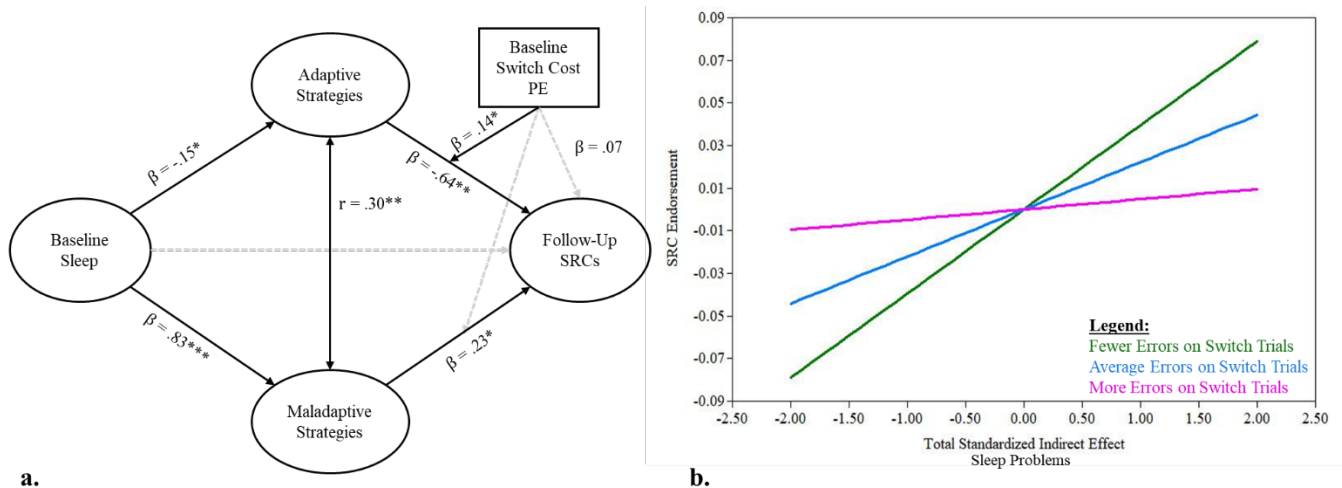 Adaptive
Strategies
Baseline
Switch Cost
PE
β = -.15*
β = .14*
β = -.64**
β = .07
r = .30**
Baseline
Sleep
Follow-Up
SRCs
β = .83***
β = .23*
Maladaptive
Strategies
a.
0.09
0.07
0.05
0.03
0.01
-0.01
-0.03
-0.05
-0.07
-0.09
SRC Endorsement
Legend:
Fewer Errors on Switch Trials
Average Errors on Switch Trials
More Errors on Switch Trials
-2.50 -2.00 -1.50 -1.00 -0.50 0.00 0.50 1.00 1.50 2.00 2.50
Total Standardized Indirect Effect
Sleep Problems
b.